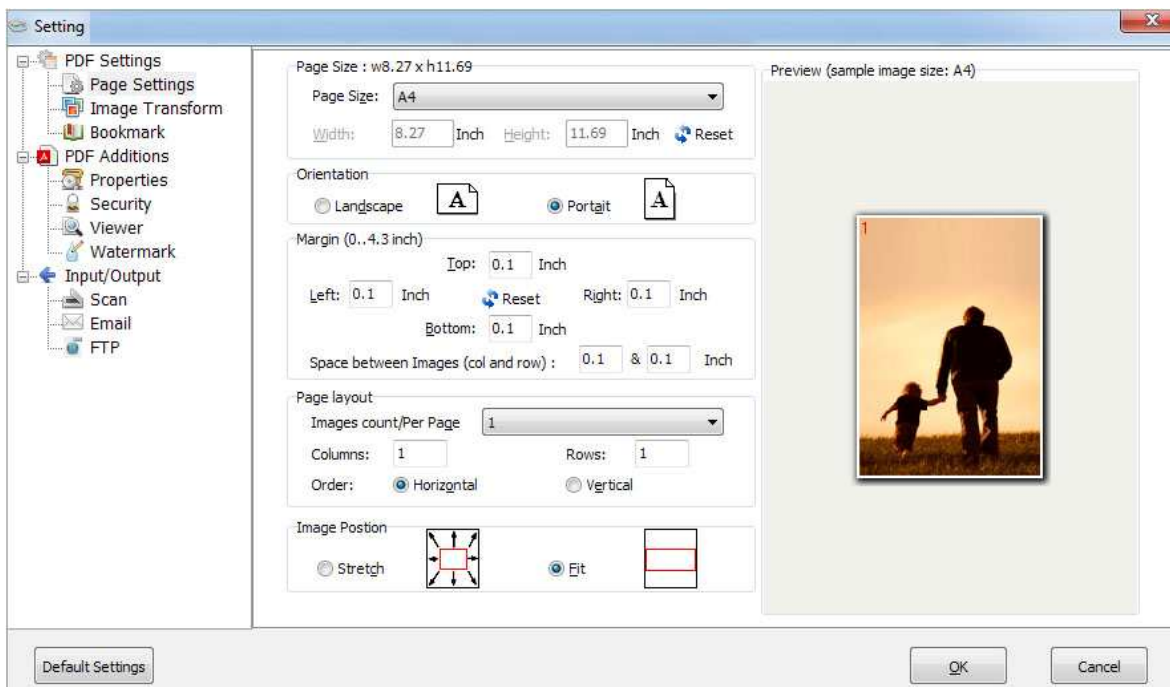 Setting
PDF Settings
Page Settings
Image Transform
Bookmark
PDF Additions
Properties
Security
Viewer
Watermark
Input/Output
Scan
Email
FTP
Page Size : w8.27 x h11.69
Page Size: A4
Width: 8.27 Inch Height: 11.69 Inch Reset
Orientation
Landscape A Portait A
Margin (0..4.3 inch)
Top: 0.1 Inch
Left: 0.1 Inch Reset Right: 0.1 Inch
Bottom: 0.1 Inch
Space between Images (col and row) : 0.1 & 0.1 Inch
Page layout
Images count/Per Page 1
Columns: 1 Rows: 1
Order: Horizontal Vertical
Image Postion
Stretch Fit
Preview (sample image size: A4)
1
Default Settings OK Cancel